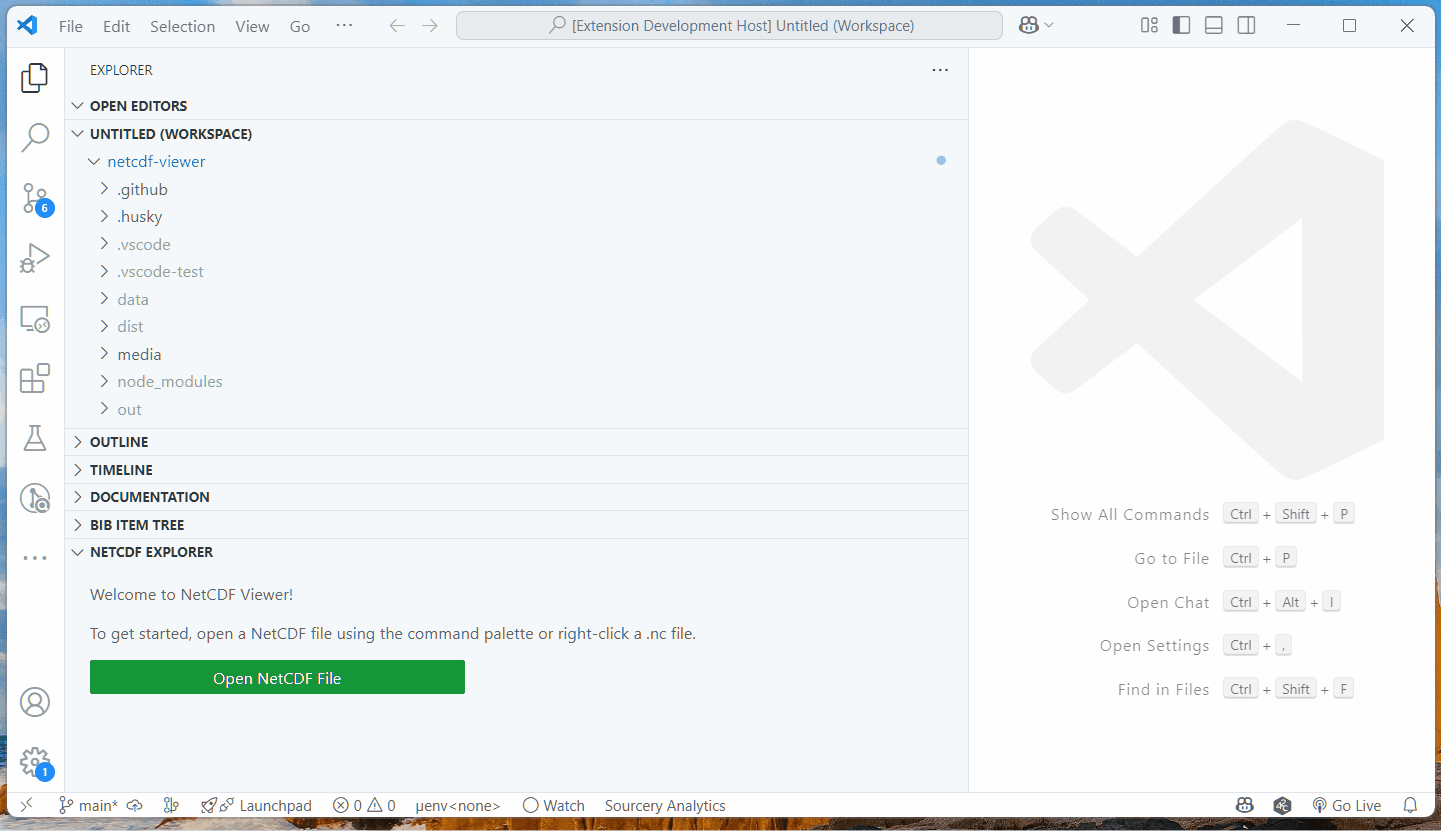 File Edit Selection View Go ··· [Extension Development Host] Untitled (Workspace)
EXPLORER
OPEN EDITORS
UNTITLED (WORKSPACE)
netcdf-viewer
.github
.husky
6
.vscode
.vscode-test
data
dist
media
node_modules
out
OUTLINE
TIMELINE
DOCUMENTATION
BIB ITEM TREE
NETCDF EXPLORER
Welcome to NetCDF Viewer!
To get started, open a NetCDF file using the command palette or right-click a .nc file.
Open NetCDF File
1
Show All Commands Ctrl + Shift + P
Go to File Ctrl + P
Open Chat Ctrl + Alt + I
Open Settings Ctrl + ,
Find in Files Ctrl + Shift + F
main* Launchpad 0 0 μenv<none> Watch Sourcery Analytics Go Live